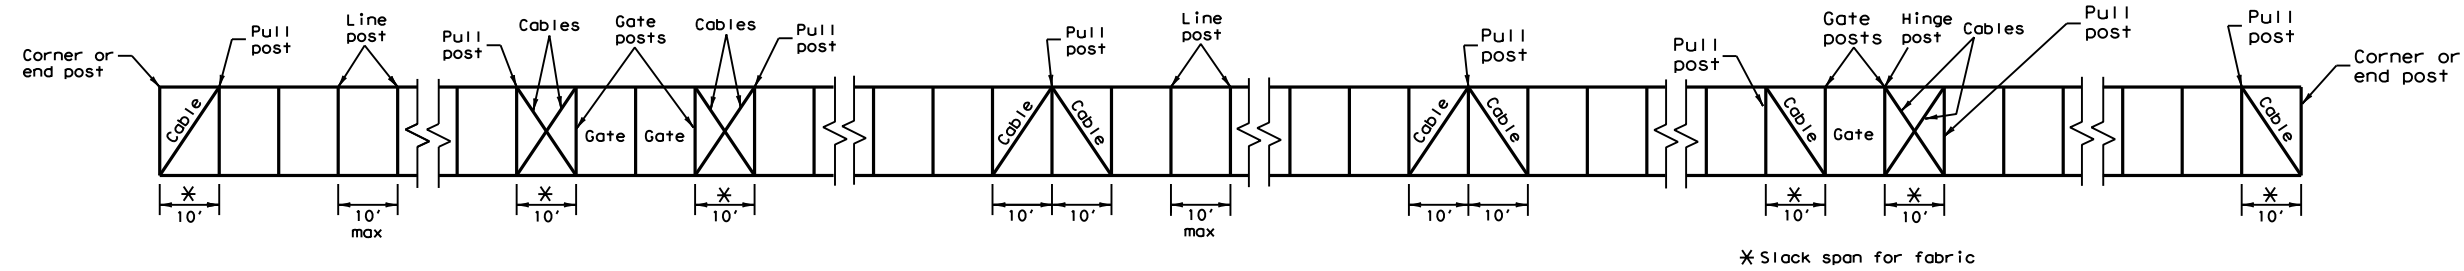 Corner or
end post
Pull
post
Line
post
Pull
post
Cables
Gate
posts
Cables
Pull
post
Pull
post
Line
post
Pull
post
Pull
post
Gate
posts
Hinge
post
Cables
Pull
post
Pull
post
Corner or
end post
Cable
Gate
Gate
Cable
Cable
Cable
Cable
Cable
Gate
Cable
*
10'
10'
max
*
10'
*
10'
10'
10'
10'
max
10'
10'
*
10'
*
10'
*
10'
* Slack span for fabric